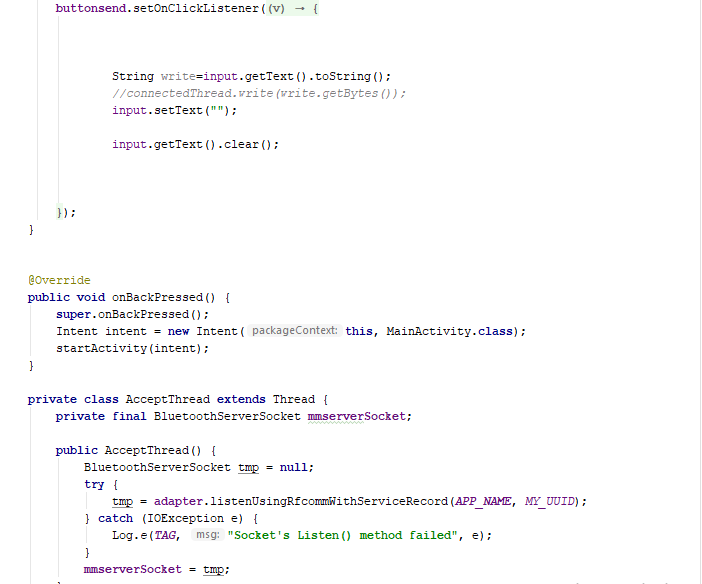 buttonsend.setOnClickListener((v) → {
String write=input.getText().toString();
//connectedThread.write(write.getBytes());
input.setText("");
input.getText().clear();
});
}
@Override
public void onBackPressed() {
super.onBackPressed();
Intent intent = new Intent( packageContext: this, MainActivity.class);
startActivity(intent);
}
private class AcceptThread extends Thread {
private final BluetoothServerSocket mmserverSocket;
public AcceptThread() {
BluetoothServerSocket tmp = null;
try {
tmp = adapter.listenUsingRfcommWithServiceRecord(APP_NAME, MY_UUID);
} catch (IOException e) {
Log.e(TAG, msg: "Socket's Listen() method failed", e);
}
mmserverSocket = tmp;